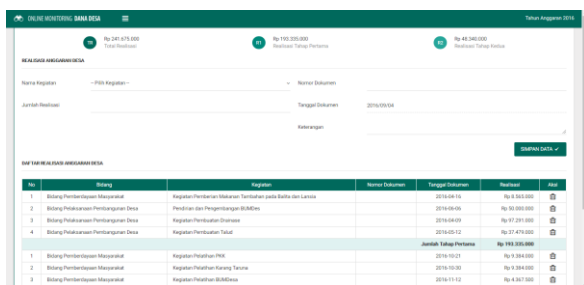 ONLINE MONITORING DANA DESA
Tahun Anggaran 2016
TR Rp 241.675.000
Total Realisasi
R1 Rp 193.335.000
Realisasi Tahap Pertama
R2 Rp 48.340.000
Realisasi Tahap Kedua
REALISASI ANGGARAN DESA
Nama Kegiatan -- Pilih Kegiatan -- Nomor Dokumen
Jumlah Realisasi Tanggal Dokumen 2016/09/04
Keterangan
SIMPAN DATA ✓
DAFTAR REALISASI ANGGARAN DESA
No Bidang Kegiatan Nomor Dokumen Tanggal Dokumen Realisasi Aksi
1 Bidang Pemberdayaan Masyarakat Kegiatan Pemberian Makanan Tambahan pada Balita dan Lansia 2016-04-16 Rp 8.565.000
2 Bidang Pelaksanaan Pembangunan Desa Pendirian dan Pengembangan BUMDes 2016-06-06 Rp 50.000.000
3 Bidang Pelaksanaan Pembangunan Desa Kegiatan Pembuatan Drainase 2016-04-09 Rp 97.291.000
4 Bidang Pelaksanaan Pembangunan Desa Kegiatan Pembuatan Talud 2016-05-12 Rp 37.479.000
Jumlah Tahap Pertama Rp 193.335.000
1 Bidang Pemberdayaan Masyarakat Kegiatan Pelatihan PKK 2016-10-21 Rp 9.384.000
2 Bidang Pemberdayaan Masyarakat Kegiatan Pelatihan Karang Taruna 2016-10-30 Rp 9.384.000
3 Bidang Pemberdayaan Masyarakat Kegiatan Pelatihan BUMDesa 2016-11-12 Rp 4.367.500